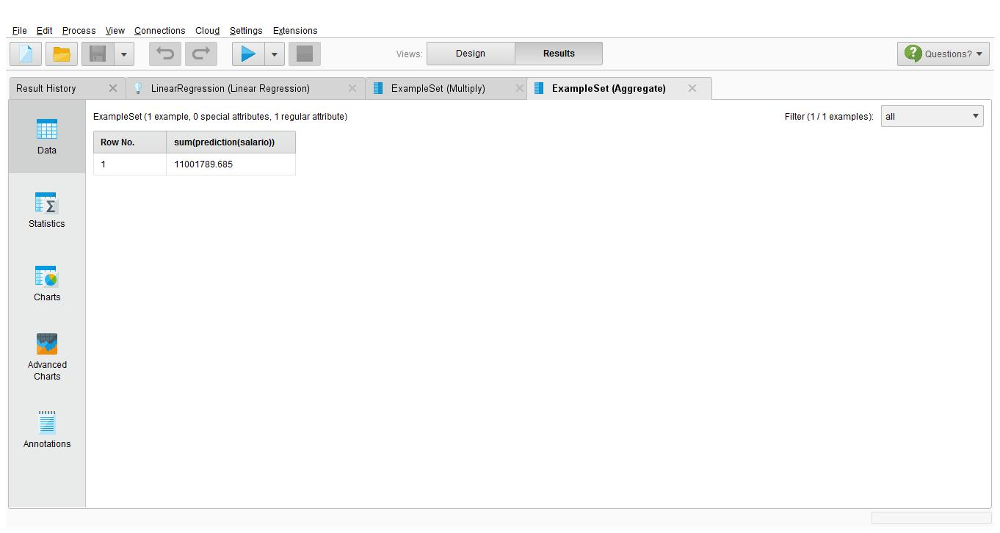 File Edit Process View Connections Cloud Settings Extensions
Views: Design Results Questions?
Result History LinearRegression (Linear Regression) ExampleSet (Multiply) ExampleSet (Aggregate)
ExampleSet (1 example, 0 special attributes, 1 regular attribute) Filter (1 / 1 examples): all
Row No. sum(prediction(salario))
1 11001789.685
Data
Statistics
Charts
Advanced
Charts
Annotations